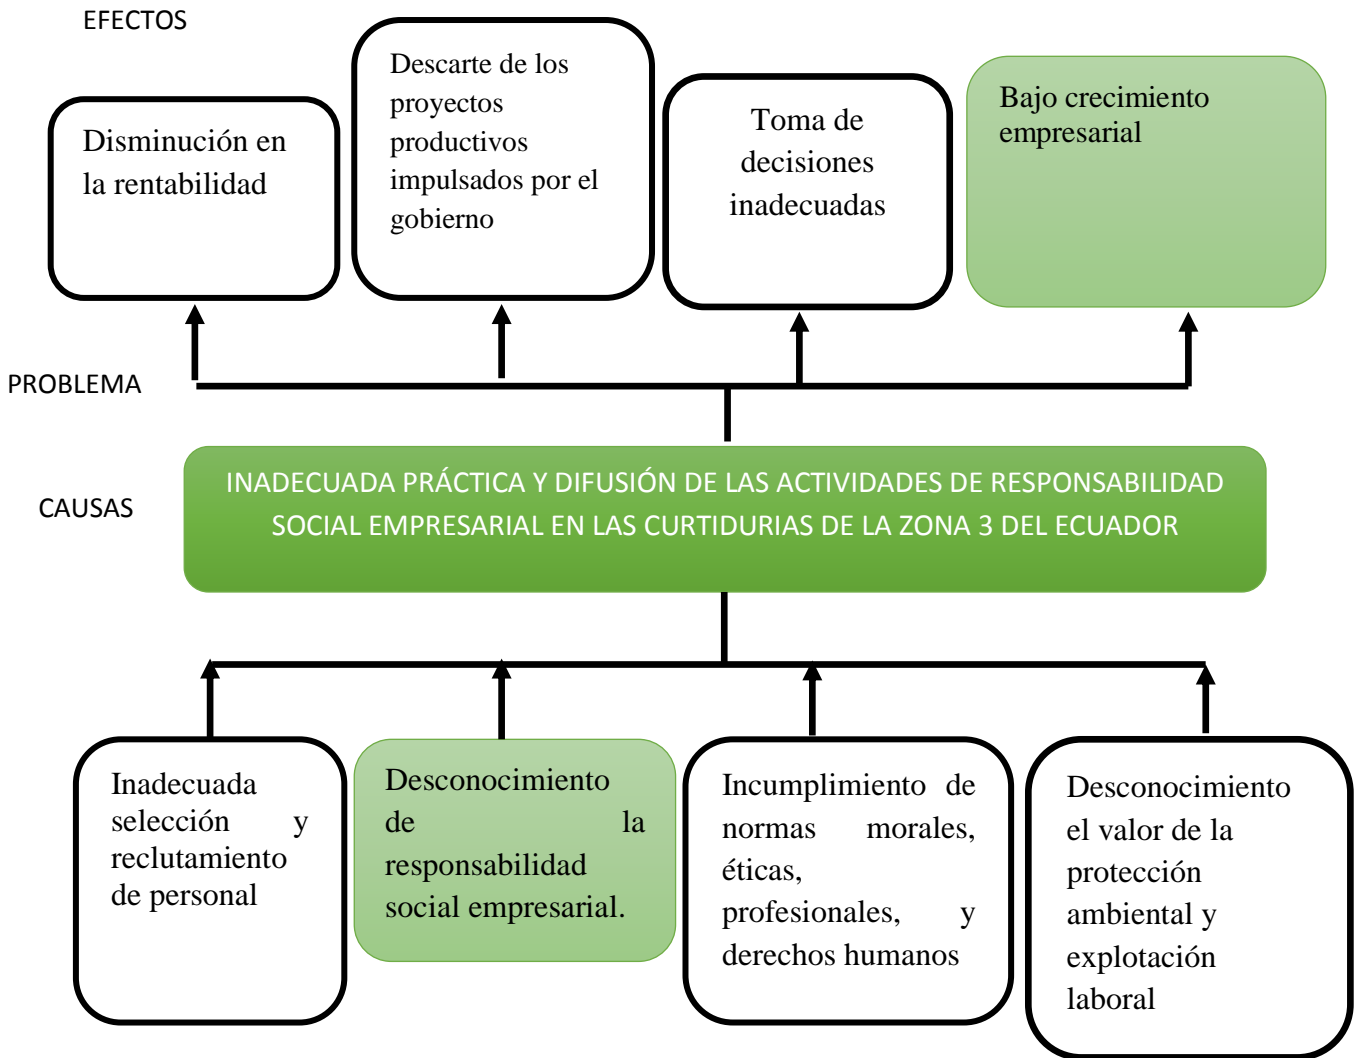 EFECTOS
Disminución en
la rentabilidad
Descarte de los
proyectos
productivos
impulsados por el
gobierno
Toma de
decisiones
inadecuadas
Bajo crecimiento
empresarial
PROBLEMA
CAUSAS
INADECUADA PRÁCTICA Y DIFUSIÓN DE LAS ACTIVIDADES DE RESPONSABILIDAD
SOCIAL EMPRESARIAL EN LAS CURTIDURIAS DE LA ZONA 3 DEL ECUADOR
Inadecuada
selección y
reclutamiento
de personal
Desconocimiento
de la
responsabilidad
social empresarial.
Incumplimiento de
normas morales,
éticas,
profesionales, y
derechos humanos
Desconocimiento
el valor de la
protección
ambiental y
explotación
laboral